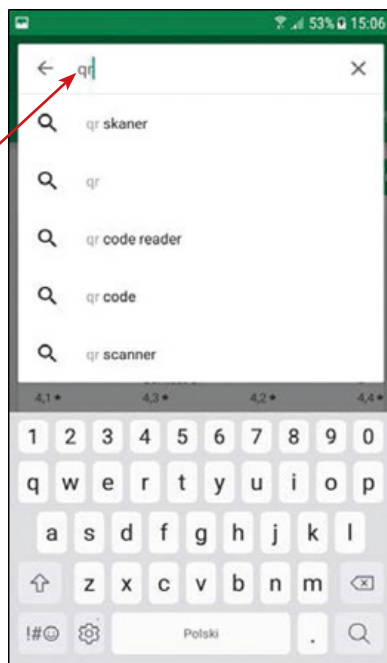 53% 15:06
qr
qr skaner
qr
qr code reader
qr code
qr scanner
4,1★ 4,3★ 4,2★ 4,4★
1 2 3 4 5 6 7 8 9 0
q w e r t y u i o p
a s d f g h j k l
z x c v b n m
!#☺ Polski .